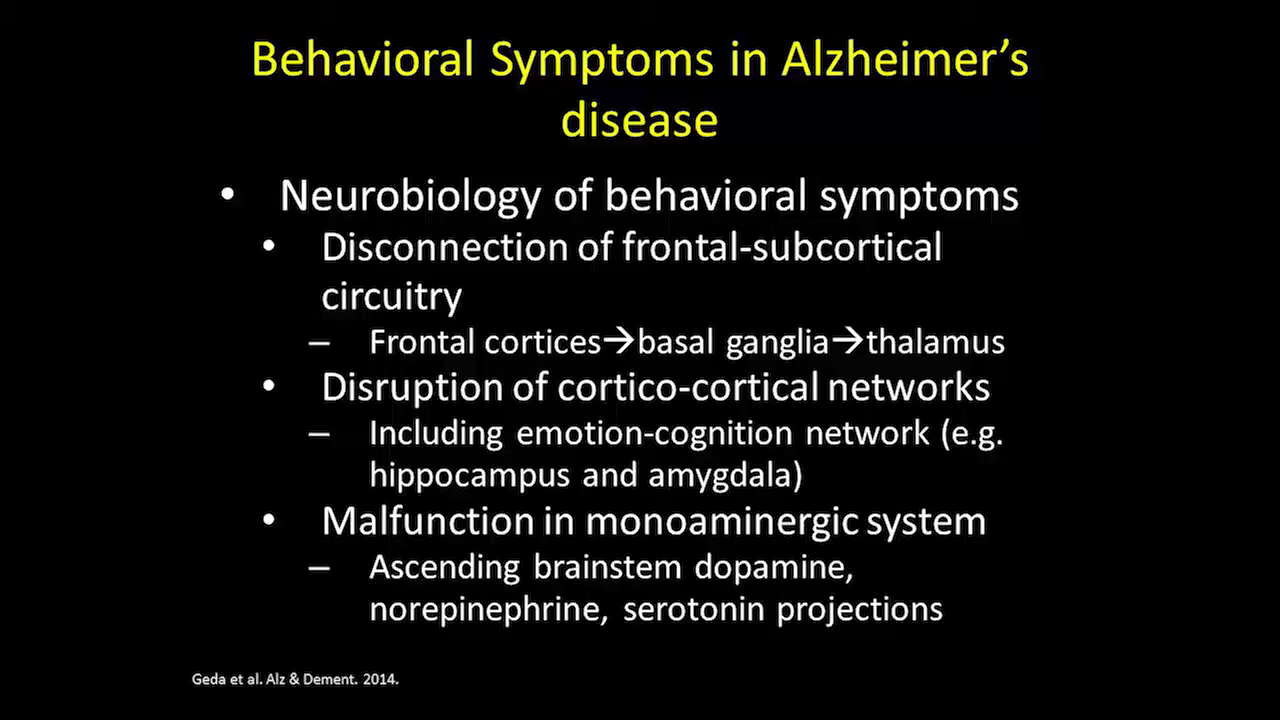 Behavioral Symptoms in Alzheimer’s
disease
• Neurobiology of behavioral symptoms
• Disconnection of frontal-subcortical
circuitry
– Frontal cortices→basal ganglia→thalamus
• Disruption of cortico-cortical networks
– Including emotion-cognition network (e.g.
hippocampus and amygdala)
• Malfunction in monoaminergic system
– Ascending brainstem dopamine,
norepinephrine, serotonin projections
Geda et al. Alz & Dement. 2014.